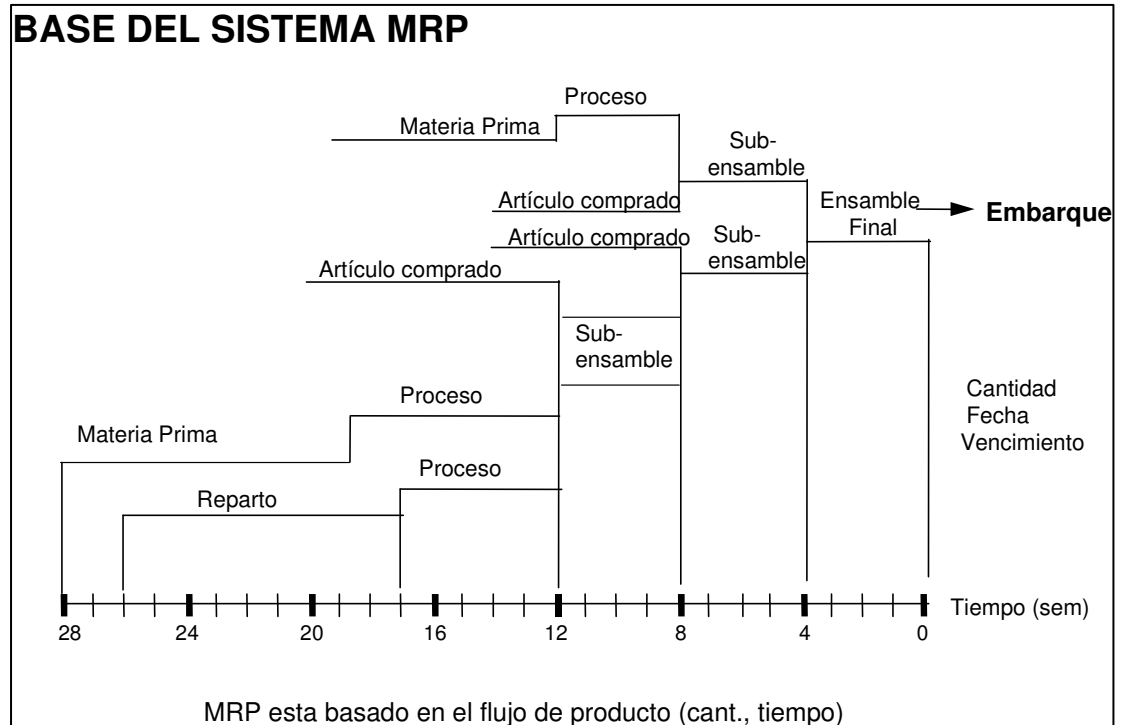 BASE DEL SISTEMA MRP
Proceso
Materia Prima
Sub-
ensamble
Artículo comprado
Ensamble
Final
Embarque
Artículo comprado
Sub-
ensamble
Artículo comprado
Sub-
ensamble
Proceso
Cantidad
Fecha
Vencimiento
Materia Prima
Proceso
Reparto
Tiempo (sem)
28 24 20 16 12 8 4 0
MRP esta basado en el flujo de producto (cant., tiempo)